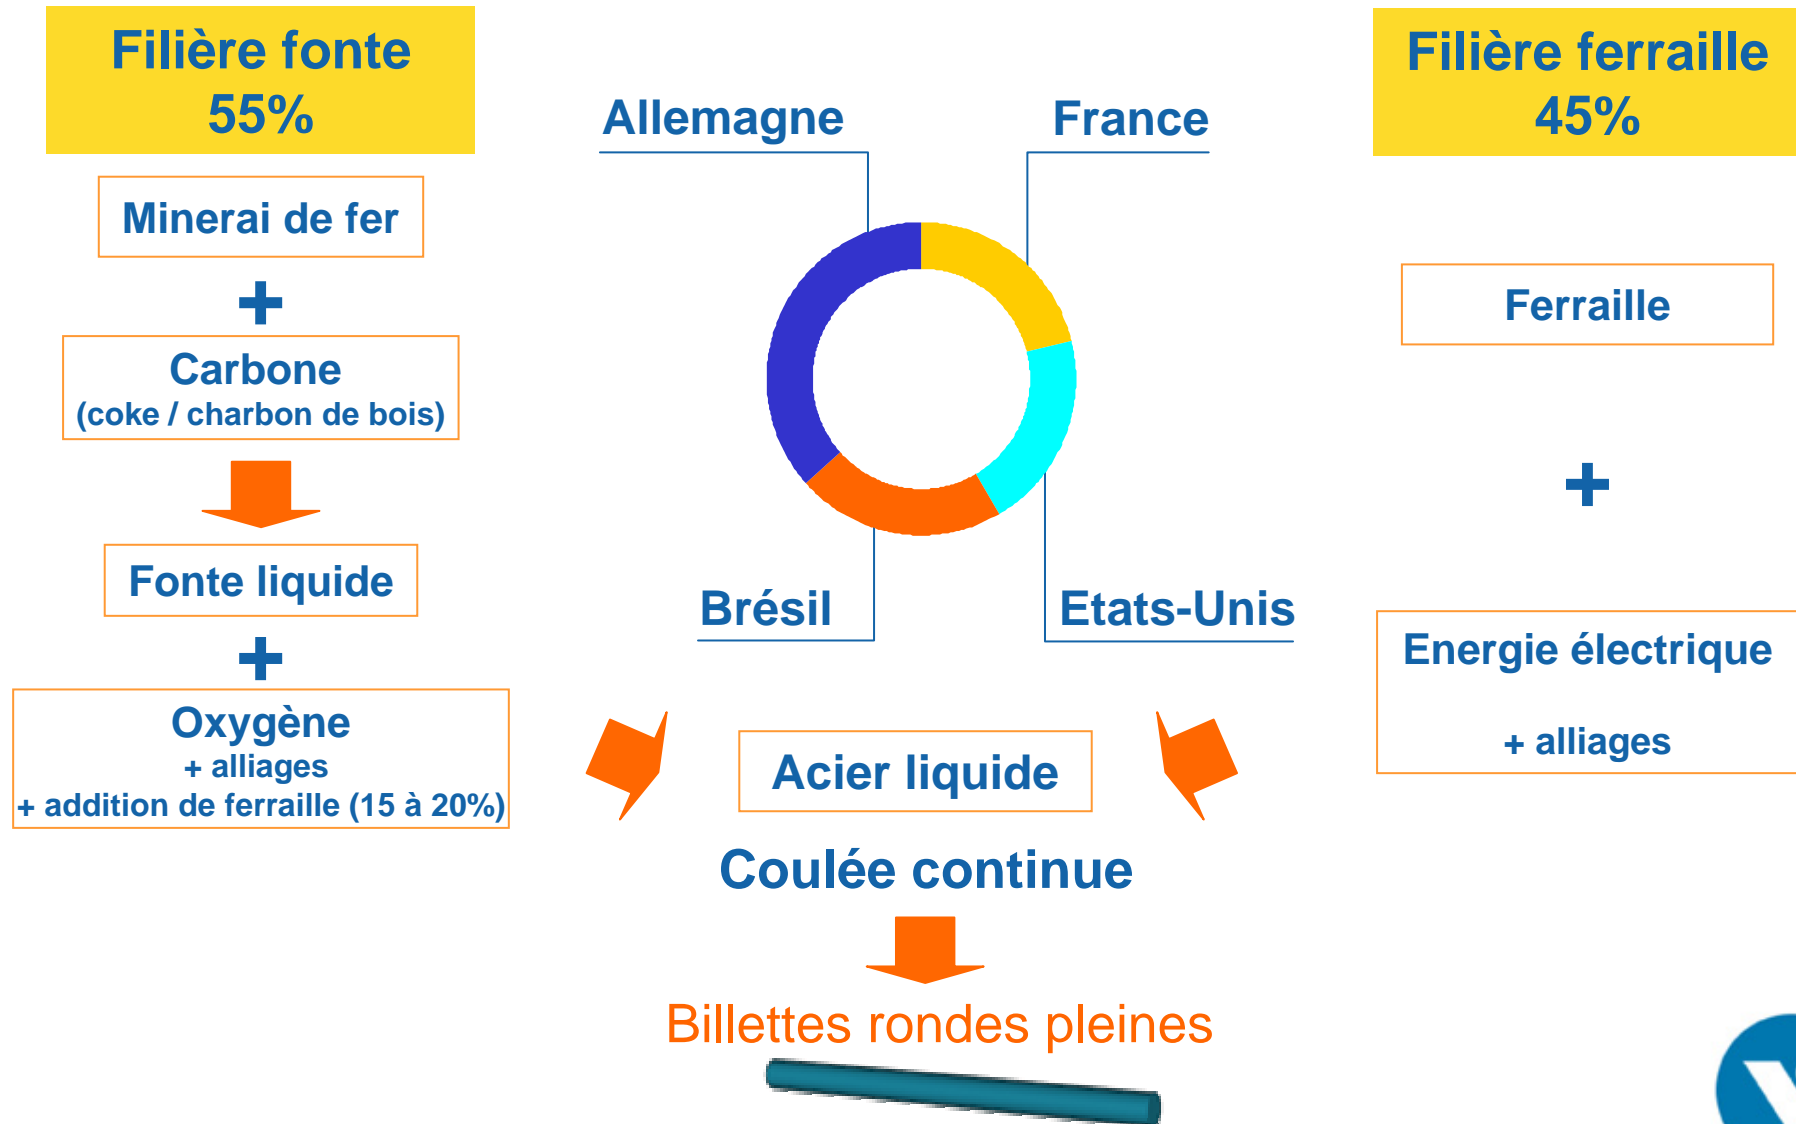 Filière fonte
55%
Minerai de fer
+
Carbone
(coke / charbon de bois)
Fonte liquide
+
Oxygène
+ alliages
+ addition de ferraille (15 à 20%)
Allemagne
France
Brésil
Etats-Unis
Acier liquide
Coulée continue
Billettes rondes pleines
Filière ferraille
45%
Ferraille
+
Energie électrique
+ alliages